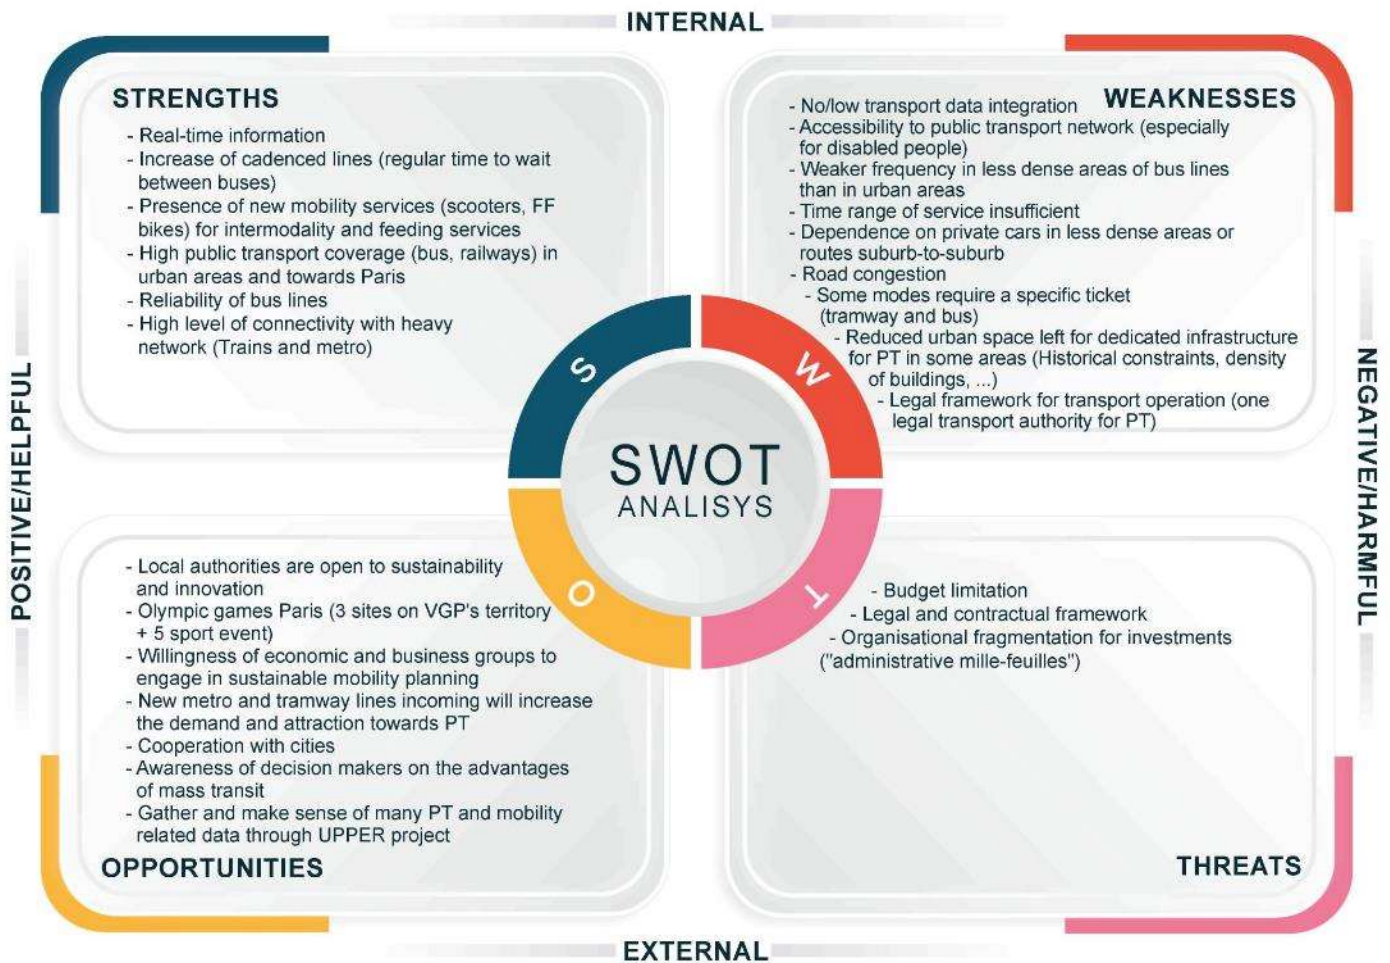 INTERNAL
STRENGTHS
- Real-time information
- Increase of cadenced lines (regular time to wait
between buses)
- Presence of new mobility services (scooters, FF
bikes) for intermodality and feeding services
- High public transport coverage (bus, railways) in
urban areas and towards Paris
- Reliability of bus lines
- High level of connectivity with heavy
network (Trains and metro)
WEAKNESSES
- No/low transport data integration
- Accessibility to public transport network (especially
for disabled people)
- Weaker frequency in less dense areas of bus lines
than in urban areas
- Time range of service insufficient
- Dependence on private cars in less dense areas or
routes suburb-to-suburb
- Road congestion
- Some modes require a specific ticket
(tramway and bus)
- Reduced urban space left for dedicated infrastructure
for PT in some areas (Historical constraints, density
of buildings, ...)
- Legal framework for transport operation (one
legal transport authority for PT)
POSITIVE/HELPFUL
NEGATIVE/HARMFUL
S
W
SWOT
ANALISYS
O
T
- Local authorities are open to sustainability
and innovation
- Olympic games Paris (3 sites on VGP's territory
+ 5 sport event)
- Willingness of economic and business groups to
engage in sustainable mobility planning
- New metro and tramway lines incoming will increase
the demand and attraction towards PT
- Cooperation with cities
- Awareness of decision makers on the advantages
of mass transit
- Gather and make sense of many PT and mobility
related data through UPPER project
OPPORTUNITIES
- Budget limitation
- Legal and contractual framework
- Organisational fragmentation for investments
("administrative mille-feuilles")
THREATS
EXTERNAL